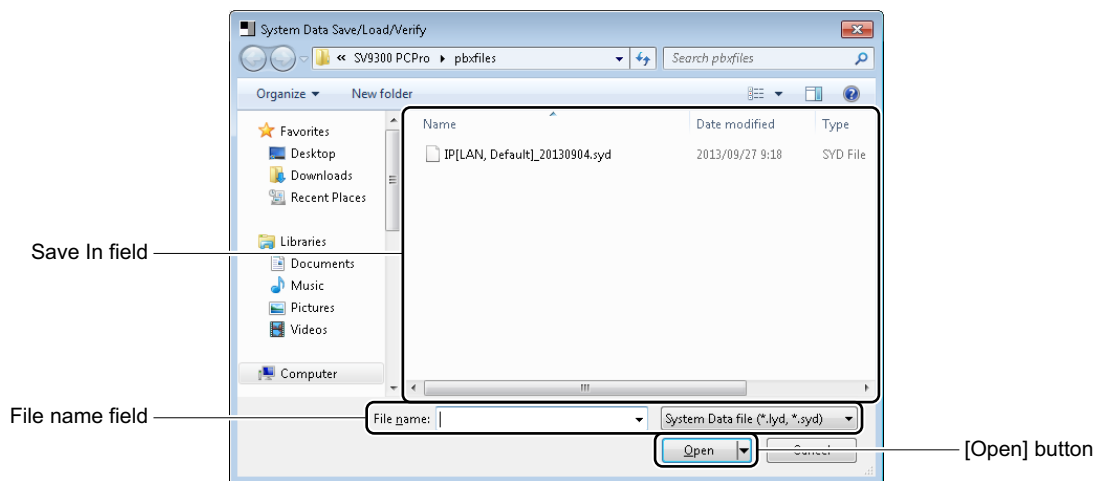 System Data Save/Load/Verify
« SV9300 PCPro ▸ pbxfiles
Search pbxfiles
Organize ▾ New folder
Name Date modified Type
Favorites
IP[LAN, Default]_20130904.syd 2013/09/27 9:18 SYD File
Desktop
Downloads
Recent Places
Libraries
Save In field
Documents
Music
Pictures
Videos
Computer
File name field
File name:
System Data file (*.lyd, *.syd)
Open
Cancel
[Open] button